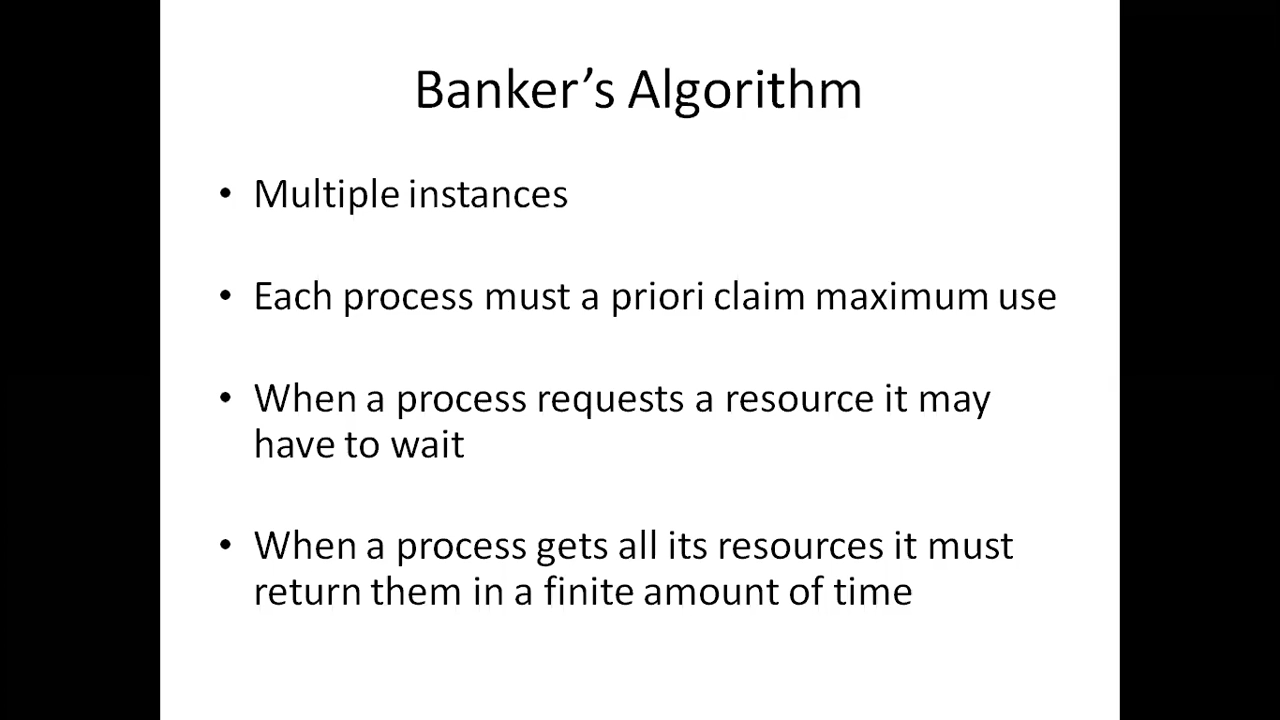 Banker’s Algorithm
• Multiple instances
• Each process must a priori claim maximum use
• When a process requests a resource it may
have to wait
• When a process gets all its resources it must
return them in a finite amount of time